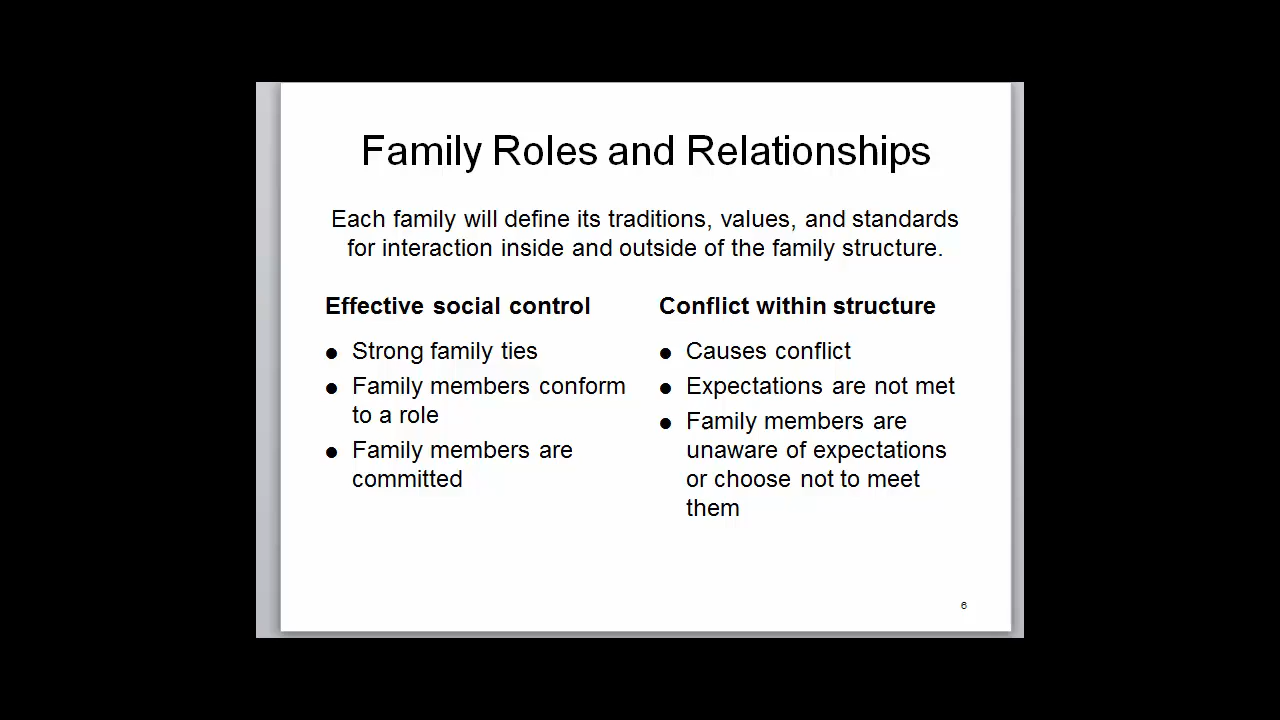 Family Roles and Relationships
Each family will define its traditions, values, and standards
for interaction inside and outside of the family structure.
Effective social control
● Strong family ties
● Family members conform
to a role
● Family members are
committed
Conflict within structure
● Causes conflict
● Expectations are not met
● Family members are
unaware of expectations
or choose not to meet
them
6